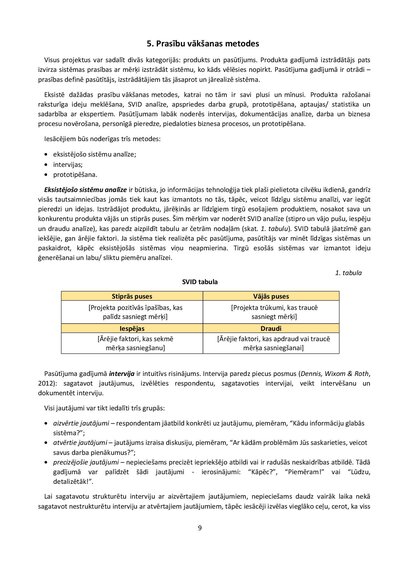 5. Prasību vākšanas metodes
Visus projektus var sadalīt divās kategorijās: produkts un pasūtījums. Produkta gadījumā izstrādātājs pats
izvirza sistēmas prasības ar mērķi izstrādāt sistēmu, ko kāds vēlēsies nopirkt. Pasūtījuma gadījumā ir otrādi –
prasības definē pasūtītājs, izstrādātājiem tās jāsaprot un jārealizē sistēma.
Eksistē dažādas prasību vākšanas metodes, katrai no tām ir savi plusi un mīnusi. Produkta ražošanai
raksturīga ideju meklēšana, SVID analīze, apspriedes darba grupā, prototipēšana, aptaujas/ statistika un
sadarbība ar ekspertiem. Pasūtījumam labāk noderēs intervijas, dokumentācijas analīze, darba un biznesa
procesu novērošana, personīgā pieredze, piedaloties biznesa procesos, un prototipēšana.
Iesācējiem būs noderīgas trīs metodes:
• eksistējošo sistēmu analīze;
• intervijas;
• prototipēšana.
Eksistējošo sistēmu analīze ir būtiska, jo informācijas tehnoloģija tiek plaši pielietota cilvēku ikdienā, gandrīz
visās tautsaimniecības jomās tiek kaut kas izmantots no tās, tāpēc, veicot līdzīgu sistēmu analīzi, var iegūt
pieredzi un idejas. Izstrādājot produktu, jārēķinās ar līdzīgiem tirgū esošajiem produktiem, nosakot sava un
konkurentu produkta vājās un stiprās puses. Šim mērķim var noderēt SVID analīze (stipro un vājo pušu, iespēju
un draudu analīze), kas paredz aizpildīt tabulu ar četrām nodaļām (skat. 1. tabulu). SVID tabulā jāatzīmē gan
iekšējie, gan ārējie faktori. Ja sistēma tiek realizēta pēc pasūtījuma, pasūtītājs var minēt līdzīgas sistēmas un
paskaidrot, kāpēc eksistējošās sistēmas viņu neapmierina. Tirgū esošās sistēmas var izmantot ideju
ģenerēšanai un labu/ sliktu piemēru analīzei.
1. tabula
SVID tabula
Stiprās puses Vājās puses
[Projekta pozitīvās īpašības, kas [Projekta trūkumi, kas traucē
palīdz sasniegt mērķi] sasniegt mērķi]
Iespējas Draudi
[Ārējie faktori, kas sekmē [Ārējie faktori, kas apdraud vai traucē
mērķa sasniegšanu] mērķa sasniegšanai]
Pasūtījuma gadījumā intervija ir intuitīvs risinājums. Intervija paredz piecus posmus (Dennis, Wixom & Roth,
2012): sagatavot jautājumus, izvēlēties respondentu, sagatavoties intervijai, veikt intervēšanu un
dokumentēt interviju.
Visi jautājumi var tikt iedalīti trīs grupās:
• aizvērtie jautājumi – respondentam jāatbild konkrēti uz jautājumu, piemēram, “Kādu informāciju glabās
sistēma?”;
• atvērtie jautājumi – jautājums izraisa diskusiju, piemēram, “Ar kādām problēmām Jūs saskarieties, veicot
savus darba pienākumus?”;
• precizējošie jautājumi – nepieciešams precizēt iepriekšējo atbildi vai ir radušās neskaidrības atbildē. Tādā
gadījumā var palīdzēt šādi jautājumi - ierosinājumi: “Kāpēc?”, “Piemēram!” vai “Lūdzu,
detalizētāk!”.
Lai sagatavotu strukturētu interviju ar aizvērtajiem jautājumiem, nepieciešams daudz vairāk laika nekā
sagatavot nestrukturētu interviju ar atvērtajiem jautājumiem, tāpēc iesācēji izvēlas vieglāko ceļu, cerot, ka viss
9